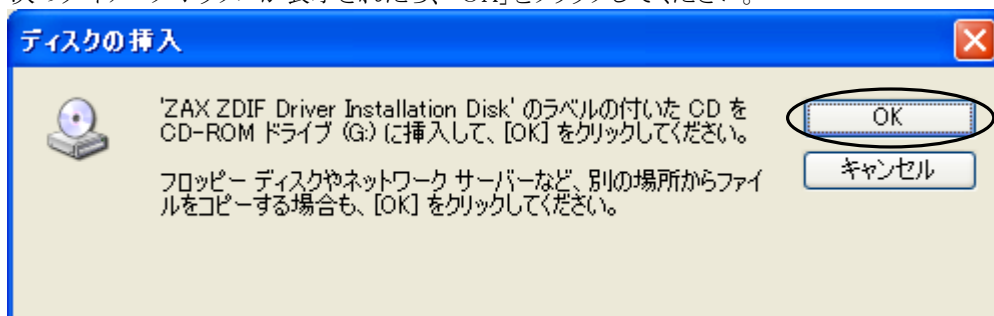 ディスクの挿入
'ZAX ZDIF Driver Installation Disk' のラベルの付いた CD を
CD-ROM ドライブ (G:) に挿入して、[OK] をクリックしてください。
フロッピー ディスクやネットワーク サーバーなど、別の場所からファイ
ルをコピーする場合も、[OK] をクリックしてください。
OK
キャンセル